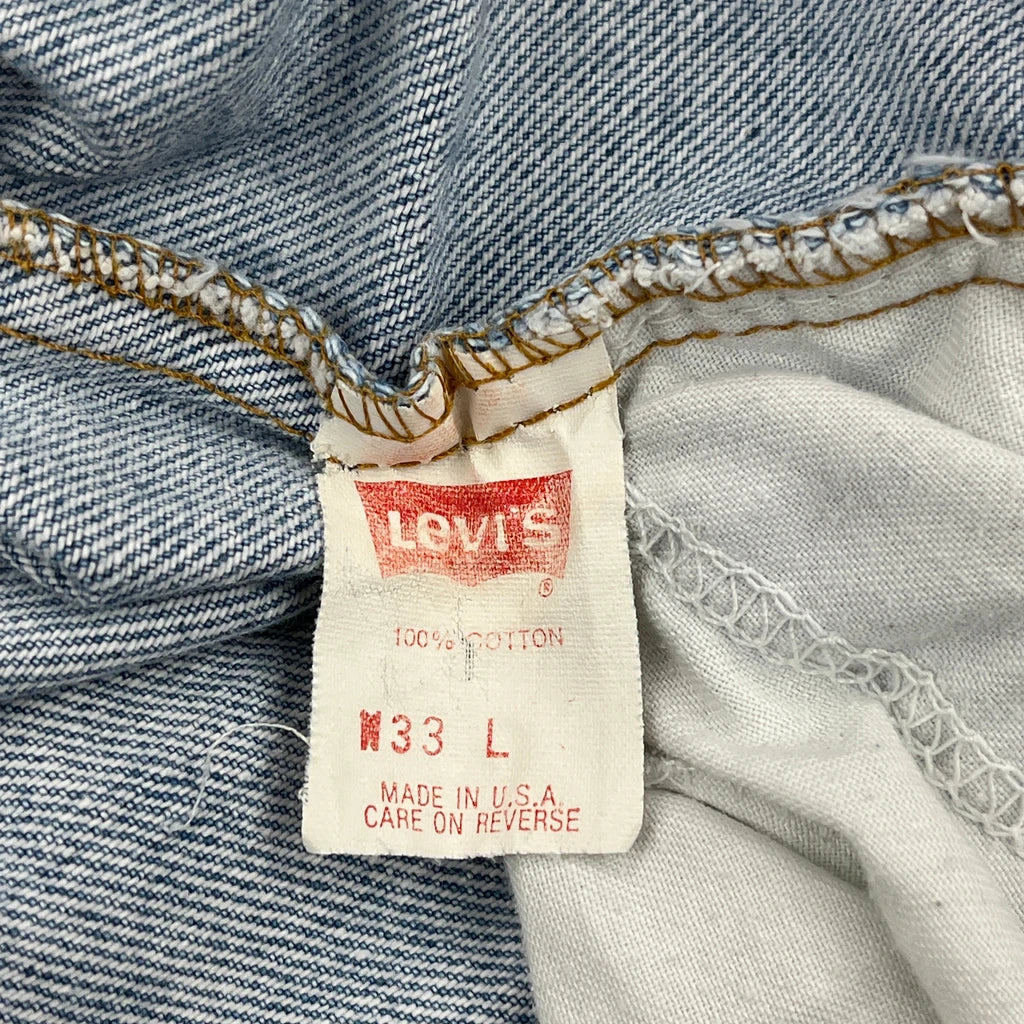 Levi's
®
100% COTTON
W33 L
MADE IN U.S.A.
CARE ON REVERSE